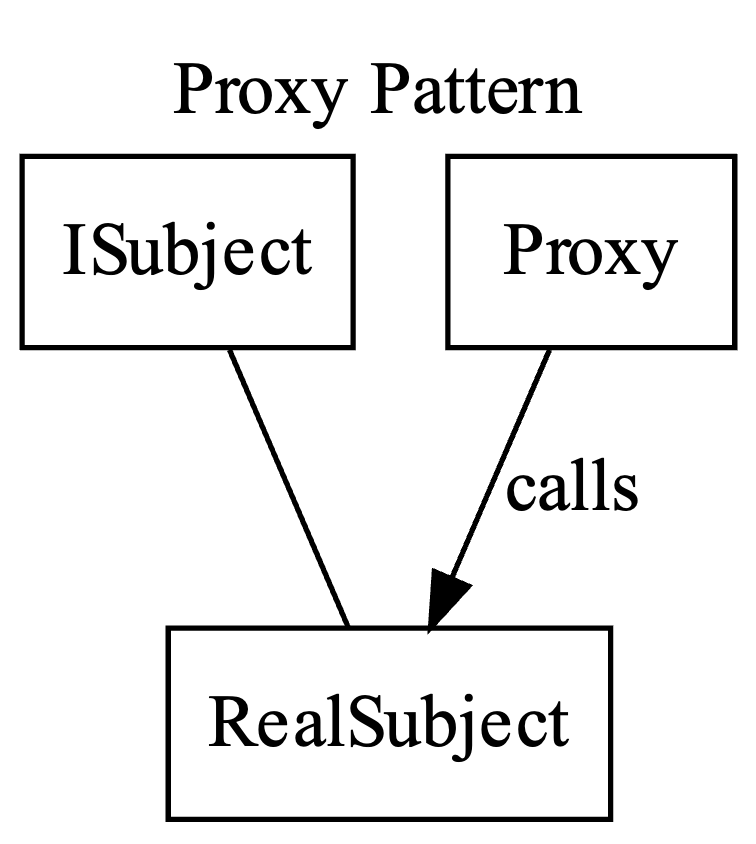 Proxy Pattern
ISubject
Proxy
calls
RealSubject